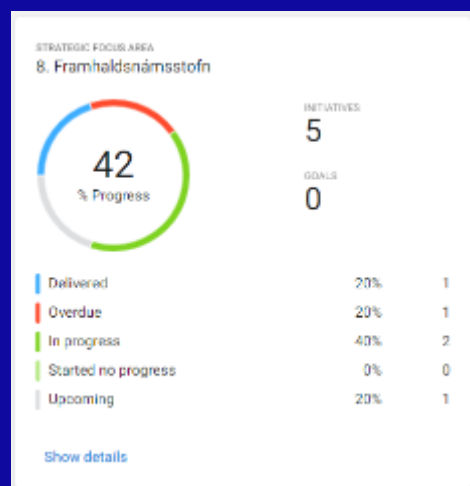 STRATEGIC FOCUS AREA
8. Framhaldsnámsstofn
42
% Progress
INITIATIVES
5
GOALS
0
Delivered 20% 1
Overdue 20% 1
In progress 40% 2
Started no progress 0% 0
Upcoming 20% 1
Show details